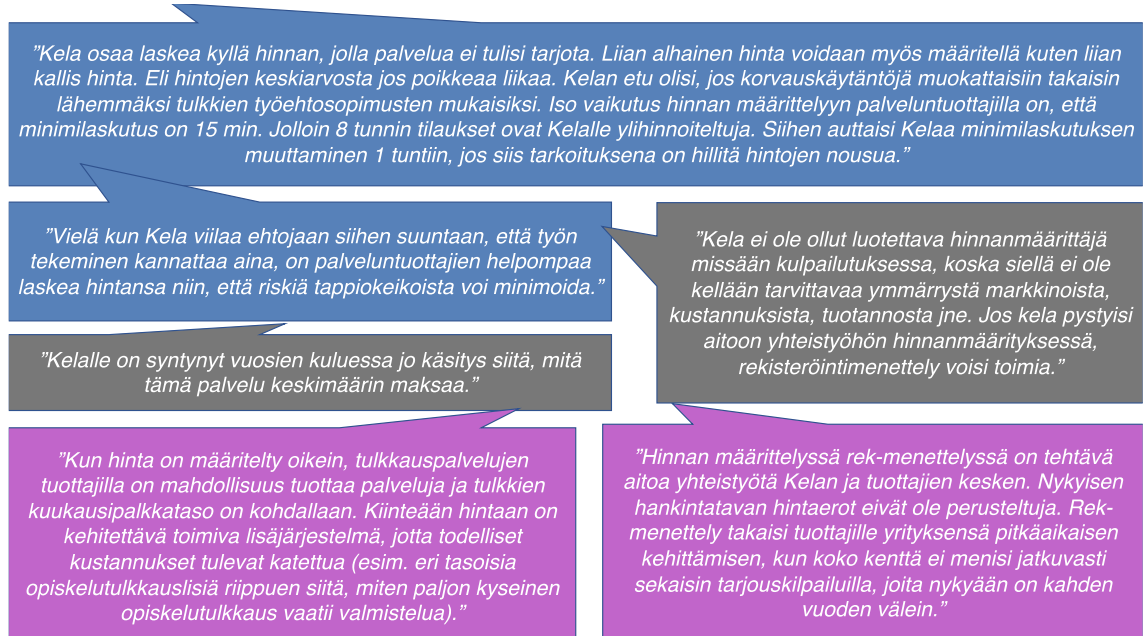 ”Kela osaa laskea kyllä hinnan, jolla palvelua ei tulisi tarjota. Liian alhainen hinta voidaan myös määritellä kuten liian
kallis hinta. Eli hintojen keskiarvosta jos poikkeaa liikaa. Kelan etu olisi, jos korvauskäytäntöjä muokattaisiin takaisin
lähemmäksi tulkkien työehtosopimusten mukaisiksi. Iso vaikutus hinnan määrittelyyn palveluntuottajilla on, että
minimilaskutus on 15 min. Jolloin 8 tunnin tilaukset ovat Kelalle ylihinnoiteltuja. Siihen auttaisi Kelaa minimilaskutuksen
muuttaminen 1 tuntiin, jos siis tarkoituksena on hillitä hintojen nousua.”
”Vielä kun Kela viilaa ehtojaan siihen suuntaan, että työn
tekeminen kannattaa aina, on palveluntuottajien helpompaa
laskea hintansa niin, että riskiä tappiokeikoista voi minimoida.”
”Kela ei ole ollut luotettava hinnanmäärittäjä
missään kulpailutuksessa, koska siellä ei ole
kellään tarvittavaa ymmärrystä markkinoista,
kustannuksista, tuotannosta jne. Jos kela pystyisi
aitoon yhteistyöhön hinnanmäärityksessä,
rekisteröintimenettely voisi toimia.”
”Kelalle on syntynyt vuosien kuluessa jo käsitys siitä, mitä
tämä palvelu keskimäärin maksaa.”
”Kun hinta on määritelty oikein, tulkkauspalvelujen
tuottajilla on mahdollisuus tuottaa palveluja ja tulkkien
kuukausipalkkataso on kohdallaan. Kiinteään hintaan on
kehitettävä toimiva lisäjärjestelmä, jotta todelliset
kustannukset tulevat katettua (esim. eri tasoisia
opiskelutulkkauslisiä riippuen siitä, miten paljon kyseinen
opiskelutulkkaus vaatii valmistelua).”
”Hinnan määrittelyssä rek-menettelyssä on tehtävä
aitoa yhteistyötä Kelan ja tuottajien kesken. Nykyisen
hankintatavan hintaerot eivät ole perusteltuja. Rek-
menettely takaisi tuottajille yrityksensä pitkäaikaisen
kehittämisen, kun koko kenttä ei menisi jatkuvasti
sekaisin tarjouskilpailuilla, joita nykyään on kahden
vuoden välein.”